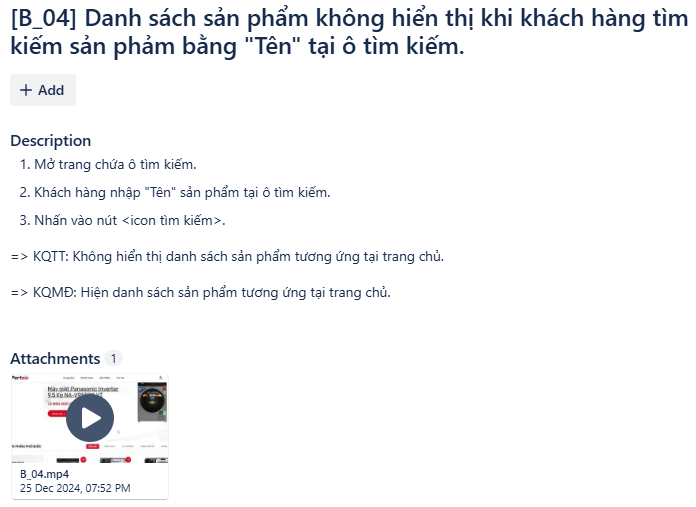 [B_04] Danh sách sản phẩm không hiển thị khi khách hàng tìm
kiếm sản phảm bằng "Tên" tại ô tìm kiếm.
+ Add
Description
1. Mở trang chứa ô tìm kiếm.
2. Khách hàng nhập "Tên" sản phẩm tại ô tìm kiếm.
3. Nhấn vào nút <icon tìm kiếm>.
=> KQTT: Không hiển thị danh sách sản phẩm tương ứng tại trang chủ.
=> KQMĐ: Hiện danh sách sản phẩm tương ứng tại trang chủ.
Attachments 1
Máy giặt Panasonic Inverter
B_04.mp4
25 Dec 2024, 07:52 PM